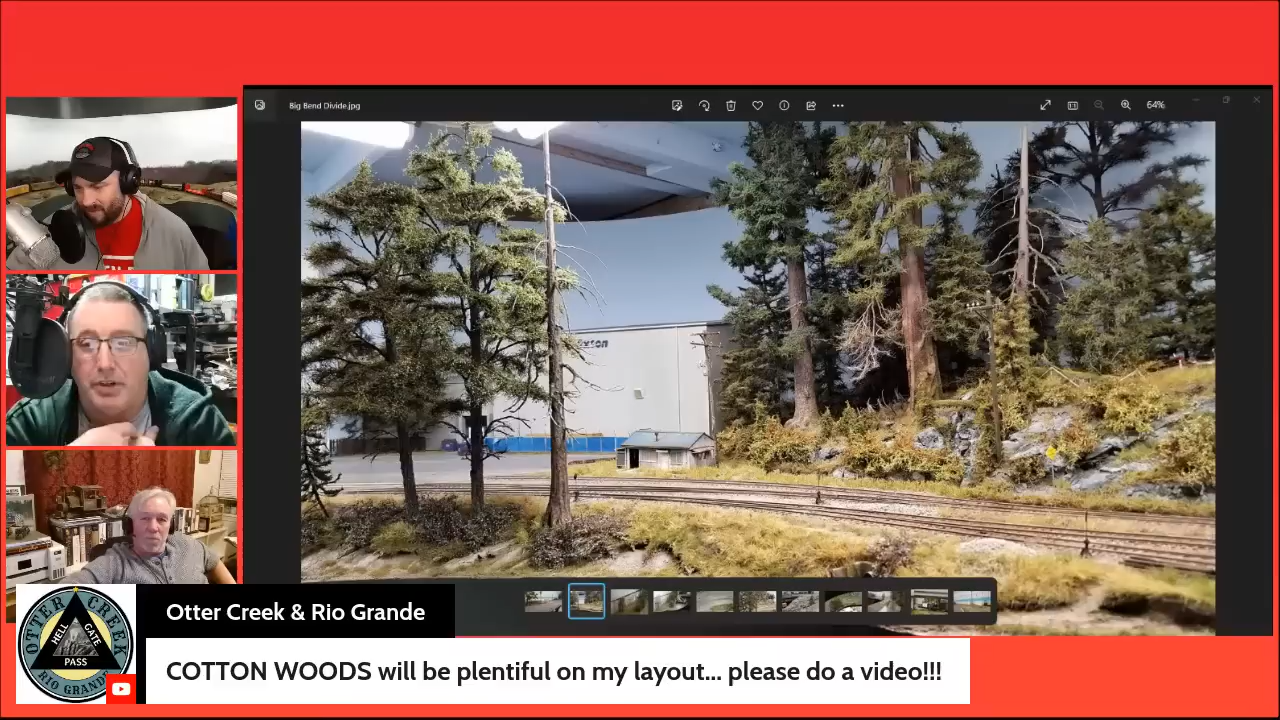 Big Bend Divide.jpg
64%
Otter Creek & Rio Grande
COTTON WOODS will be plentiful on my layout... please do a video!!!
OTTER CREEK
HELL GATE
PASS
RIO GRANDE